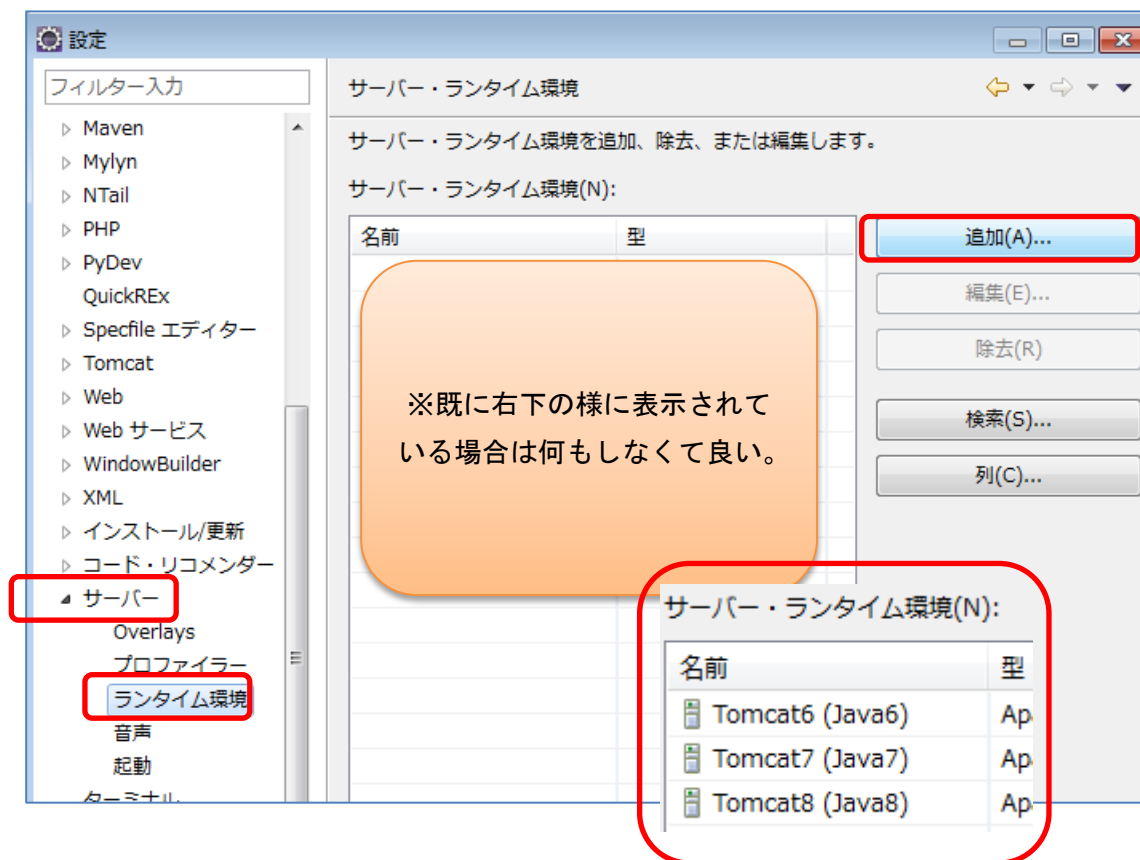 設定
フィルター入力
Maven
Mylyn
NTail
PHP
PyDev
QuickREx
Specfile エディター
Tomcat
Web
Web サービス
WindowBuilder
XML
インストール/更新
コード・リコメンダー
サーバー
Overlays
プロファイラー
ランタイム環境
音声
起動
ターミナル
サーバー・ランタイム環境
サーバー・ランタイム環境を追加、除去、または編集します。
サーバー・ランタイム環境(N):
名前 型
※既に右下の様に表示されて
いる場合は何もしなくて良い。
追加(A)...
編集(E)...
除去(R)
検索(S)...
列(C)...
サーバー・ランタイム環境(N):
名前 型
Tomcat6 (Java6) Apa
Tomcat7 (Java7) Ap
Tomcat8 (Java8) Ap